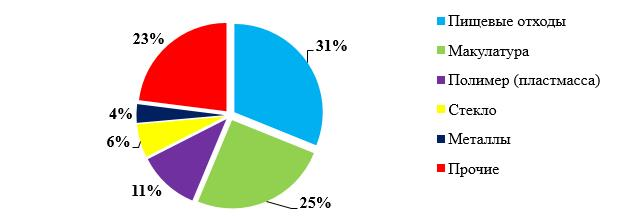 23%
31%
4%
6%
11%
25%
Пищевые отходы
Макулатура
Полимер (пластмасса)
Стекло
Металлы
Прочие